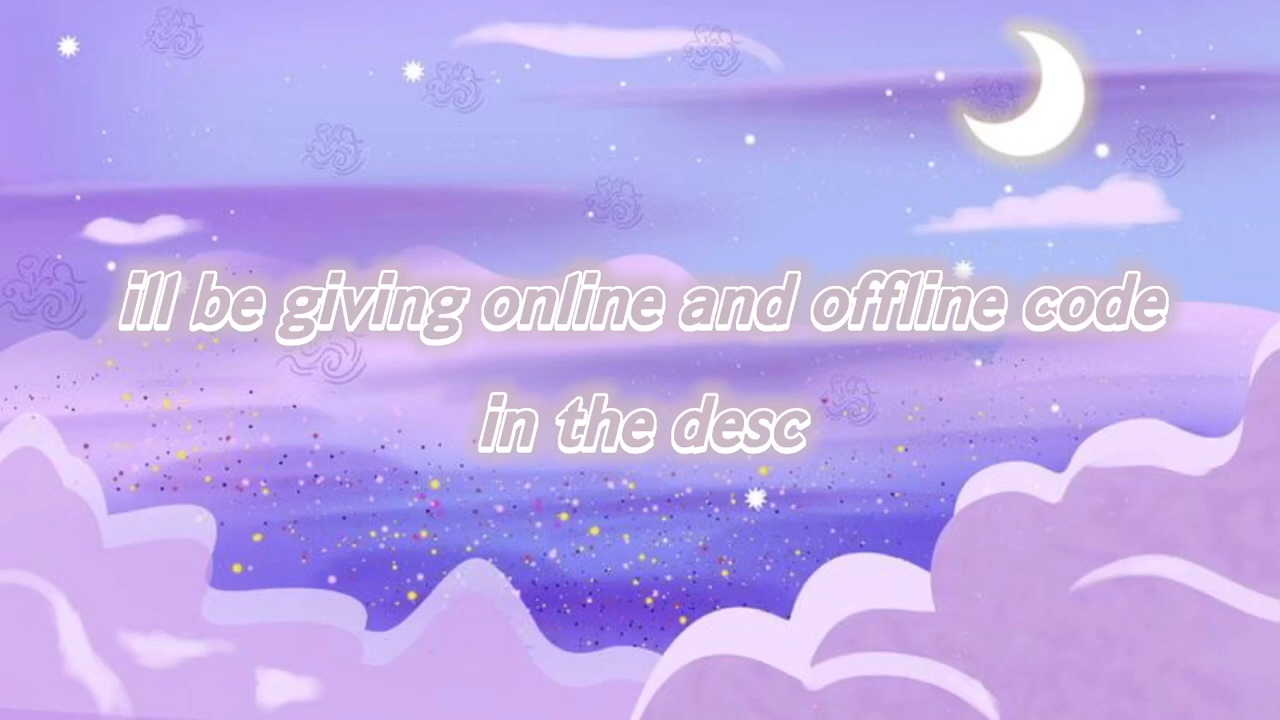 ill be giving online and offline code
in the desc